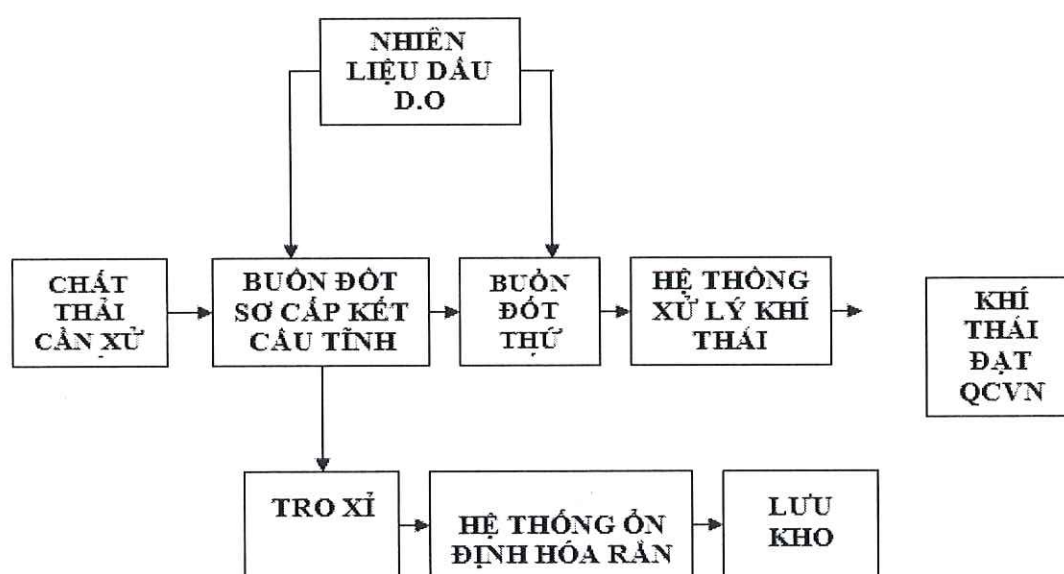 NHIÊN
LIỆU DẦU
D.O
CHẤT
THẢI
CẦN XỬ
BUỒN ĐỐT
SƠ CẤP KẾT
CẤU TĨNH
BUỒN
ĐỐT
THỨ
HỆ THỐNG
XỬ LÝ KHÍ
THẢI
KHÍ
THẢI
ĐẠT
QCVN
TRO XỈ
HỆ THỐNG ỔN
ĐỊNH HÓA RẮN
LƯU
KHO